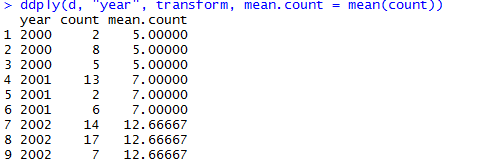 > ddply(d, "year", transform, mean.count = mean(count))
  year count mean.count
1 2000     2    5.00000
2 2000     8    5.00000
3 2000     5    5.00000
4 2001    13    7.00000
5 2001     2    7.00000
6 2001     6    7.00000
7 2002    14   12.66667
8 2002    17   12.66667
9 2002     7   12.66667